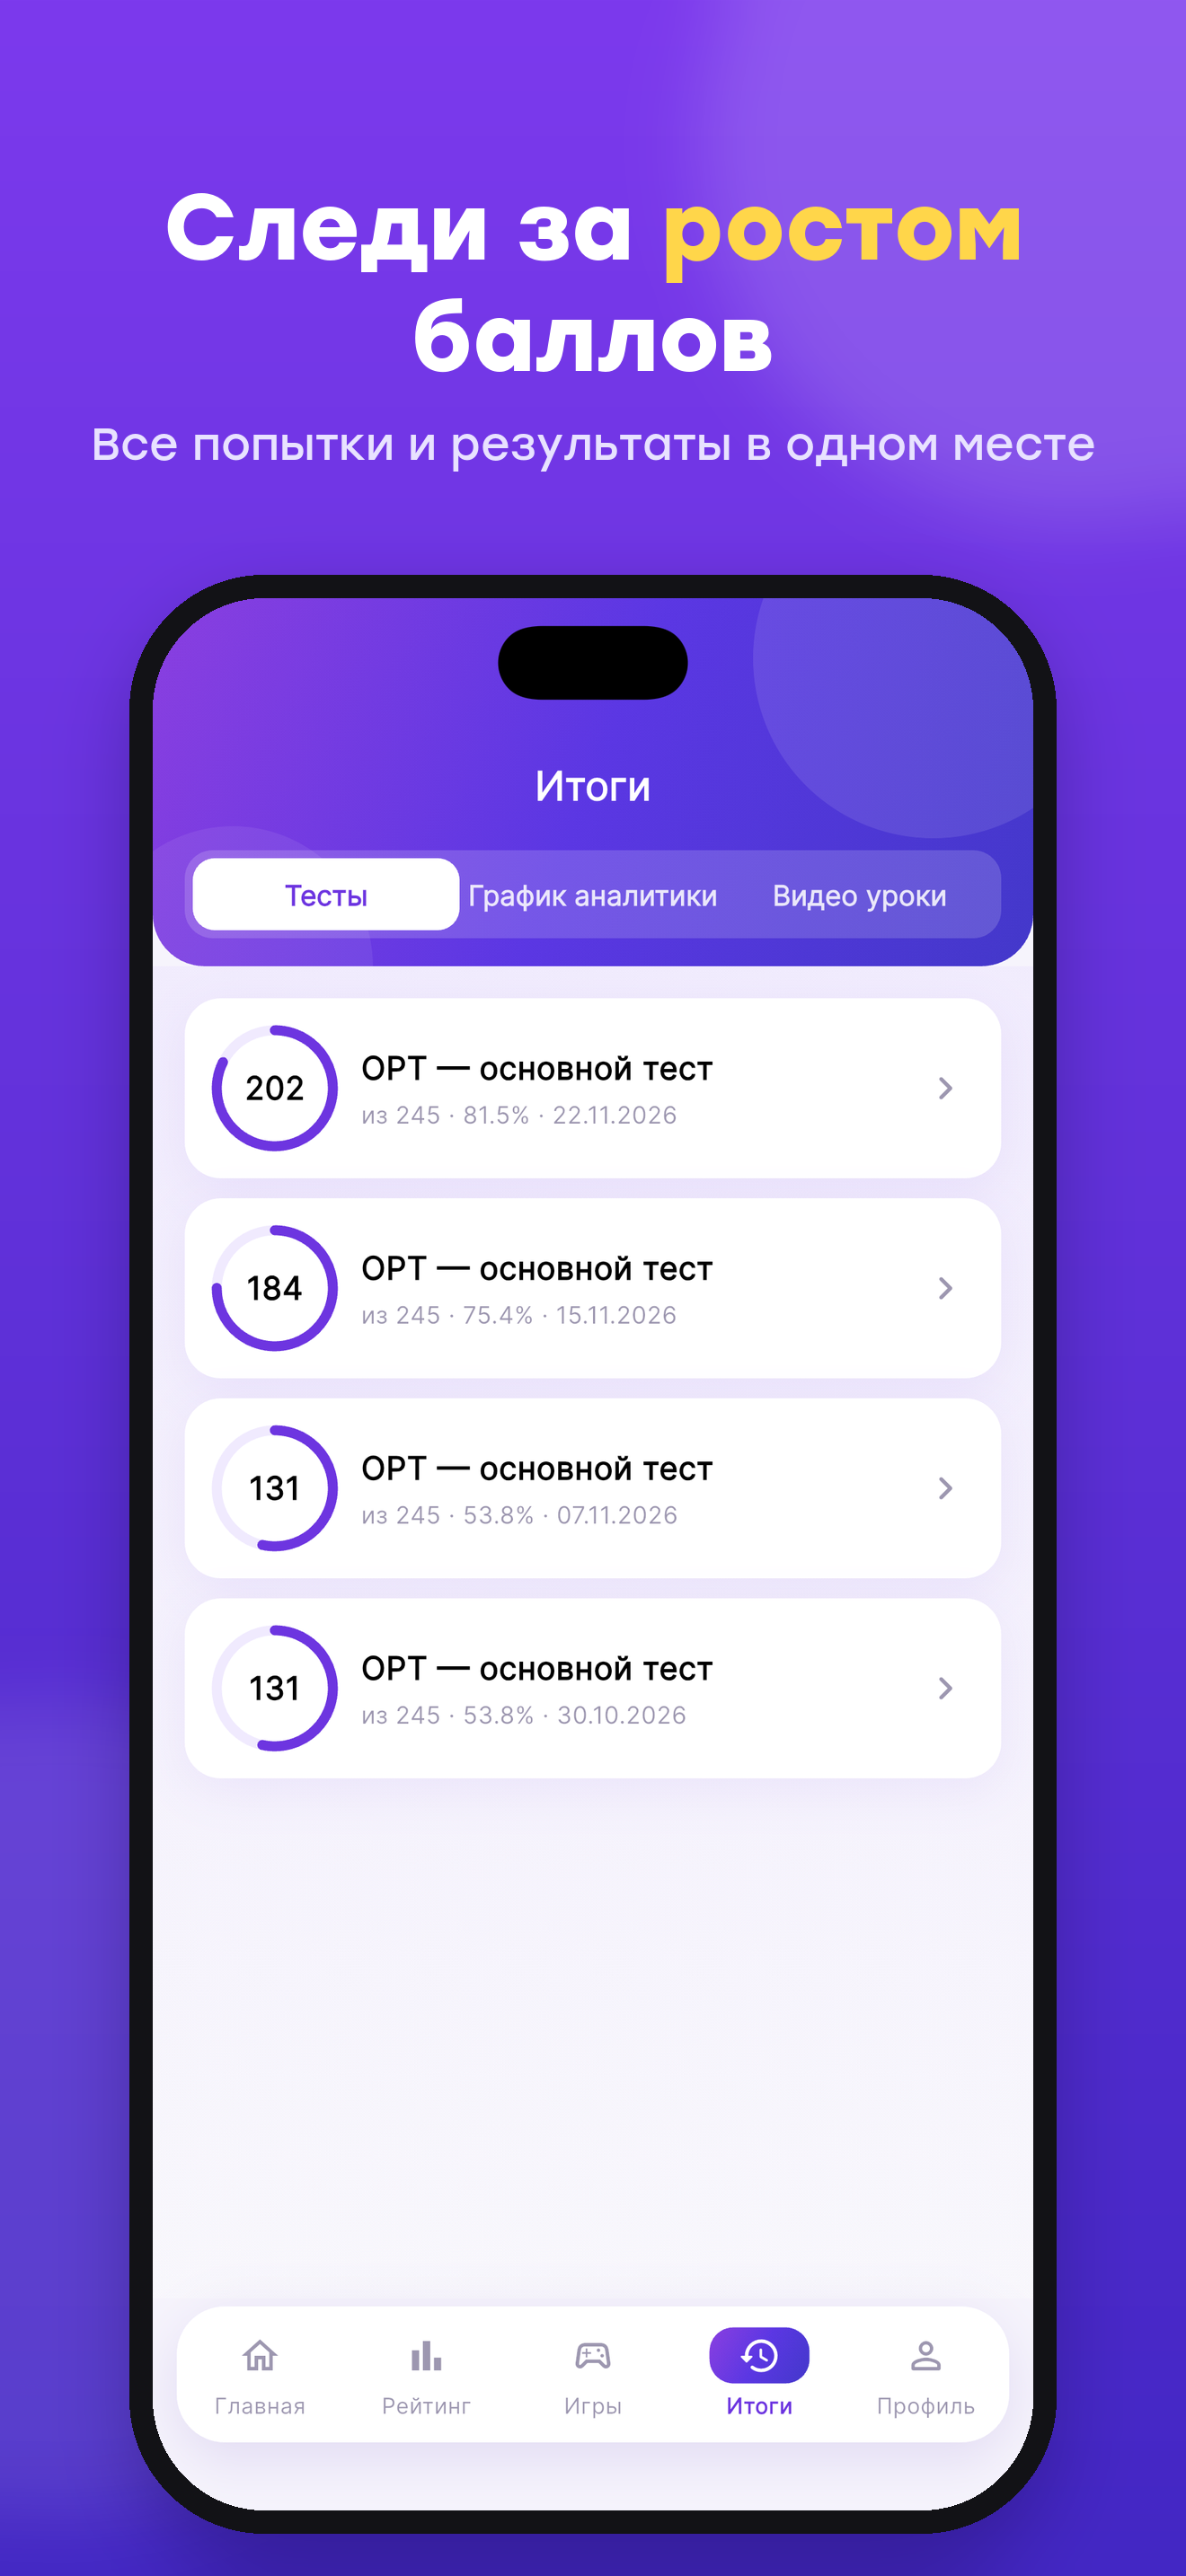 Следи за ростом
баллов
Все попытки и результаты в одном месте
Итоги
Тесты
График аналитики
Видео уроки
202
ОРТ — основной тест
из 245 · 81.5% · 22.11.2026
184
ОРТ — основной тест
из 245 · 75.4% · 15.11.2026
131
ОРТ — основной тест
из 245 · 53.8% · 07.11.2026
131
ОРТ — основной тест
из 245 · 53.8% · 30.10.2026
Главная
Рейтинг
Игры
Итоги
Профиль